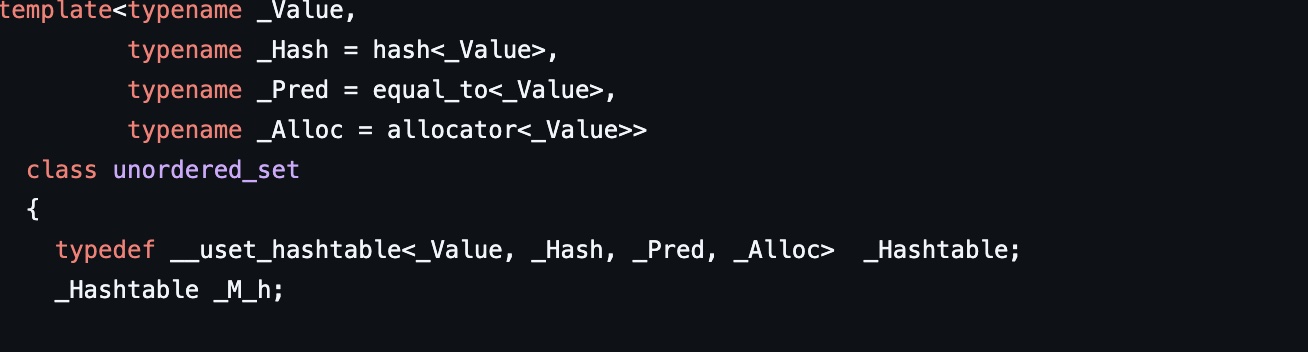 template<typename _Value,
typename _Hash = hash<_Value>,
typename _Pred = equal_to<_Value>,
typename _Alloc = allocator<_Value>>
class unordered_set
{
typedef __uset_hashtable<_Value, _Hash, _Pred, _Alloc>  _Hashtable;
_Hashtable _M_h;